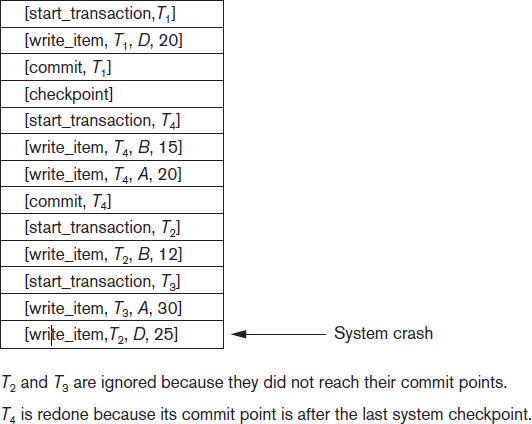 [start_transaction,T₁]
[write_item, T₁, D, 20]
[commit, T₁]
[checkpoint]
[start_transaction, T₄]
[write_item, T₄, B, 15]
[write_item, T₄, A, 20]
[commit, T₄]
[start_transaction, T₂]
[write_item, T₂, B, 12]
[start_transaction, T₃]
[write_item, T₃, A, 30]
[write_item,T₂, D, 25] System crash
T₂ and T₃ are ignored because they did not reach their commit points.
T₄ is redone because its commit point is after the last system checkpoint.